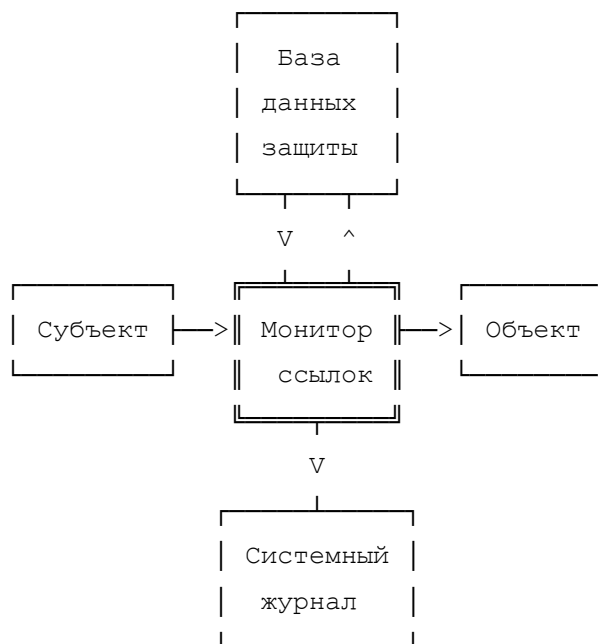 База
данных
защиты
V ^
Субъект > Монитор > Объект
ссылок
V
Системный
журнал